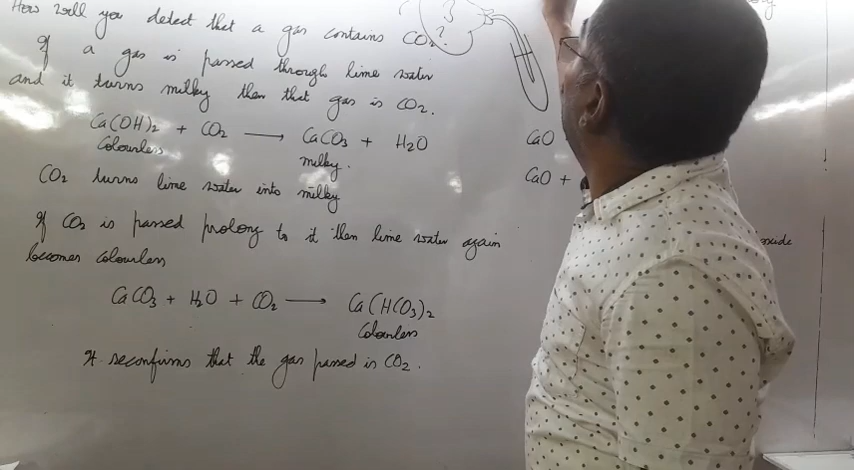 How will you detect that a gas contains CO2
?
If a gas is passed through lime water
and it turns milky then that gas is CO2.
Ca(OH)2 + CO2 ⟶ CaCO3 + H2O
Colourless milky.
CO2 turns lime water into milky
If CO2 is passed prolong to it then lime water again
becomes colourless
CaCO3 + H2O + CO2 ⟶ Ca(HCO3)2
Colourless
It reconfirms that the gas passed is CO2.
CaO
CaO +
oxide